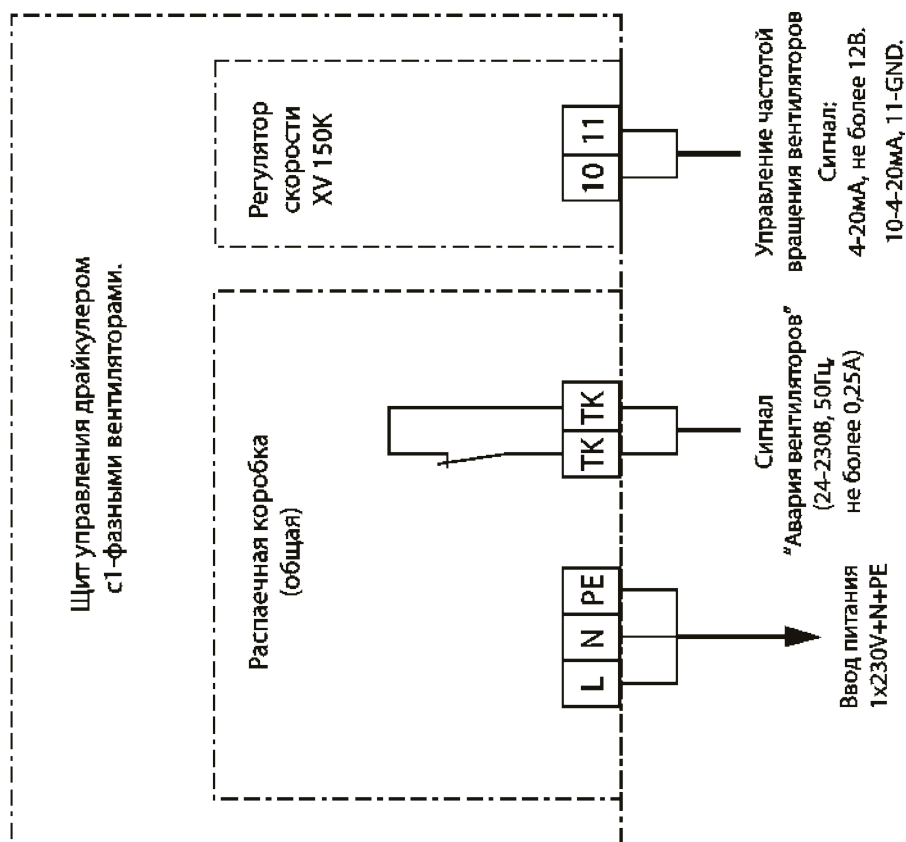 Щит управления драйкулером
с1-фазными вентиляторами.
Распаечная коробка
(общая)
Регулятор
скорости
XV 150K
L N PE
TK TK
10 11
Ввод питания
1x230V+N+PE
Сигнал
"Авария вентиляторов"
(24-230В, 50Гц,
не более 0,25А)
Управление частотой
вращения вентиляторов
Сигнал:
4-20мА, не более 12В.
10-4-20мА, 11-GND.